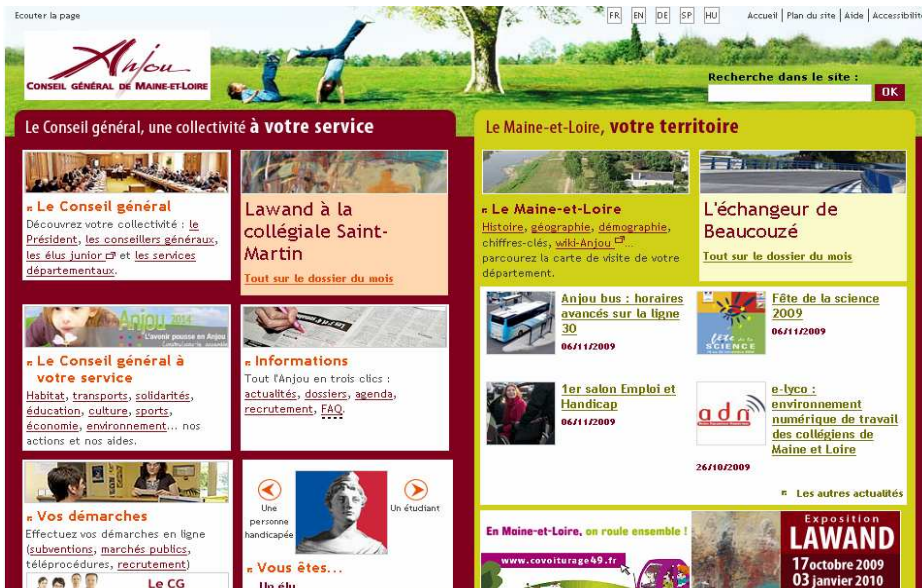 Ecouter la page
FR EN DE SP HU
Accueil | Plan du site | Aide | Accessibilité
Anjou
CONSEIL GÉNÉRAL DE MAINE-ET-LOIRE
Recherche dans le site :
OK
Le Conseil général, une collectivité à votre service
Le Conseil général
Découvrez votre collectivité : le
Président, les conseillers généraux,
les élus junior et les services
départementaux.
Lawand à la
collégiale Saint-
Martin
Tout sur le dossier du mois
Anjou 2014
L'avenir pousse en Anjou
Le Conseil général à
votre service
Habitat, transports, solidarités,
éducation, culture, sports,
économie, environnement... nos
actions et nos aides.
Informations
Tout l'Anjou en trois clics :
actualités, dossiers, agenda,
recrutement, FAQ.
Vos démarches
Effectuez vos démarches en ligne
(subventions, marchés publics,
téléprocédures, recrutement)
Le CG
Une
personne
handicapée
Un étudiant
Vous êtes...
Un élu
Le Maine-et-Loire, votre territoire
Le Maine-et-Loire
Histoire, géographie, démographie,
chiffres-clés, wiki-Anjou ...
parcourez la carte de visite de votre
département.
L'échangeur de
Beaucouzé
Tout sur le dossier du mois
Anjou bus : horaires
avancés sur la ligne
30
06/11/2009
fête de la
SCIENCE
Fête de la science
2009
06/11/2009
1er salon Emploi et
Handicap
06/11/2009
adn
e-lyco :
environnement
numérique de travail
des collégiens de
Maine et Loire
26/10/2009
Les autres actualités
En Maine-et-Loire, on roule ensemble !
www.covoiturage49.fr
Exposition
LAWAND
17 octobre 2009
03 janvier 2010